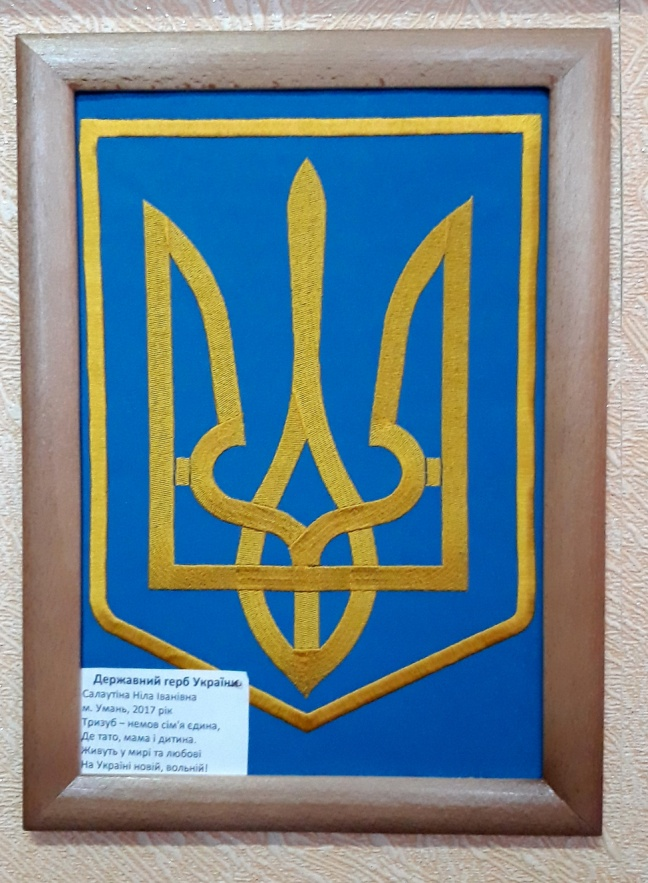 Державний герб України
Салаутіна Ніла Іванівна
м. Умань, 2017 рік
Тризуб – немов сім'я єдина,
Де тато, мама і дитина.
Живуть у мирі та любові
На Україні новій, вольній!